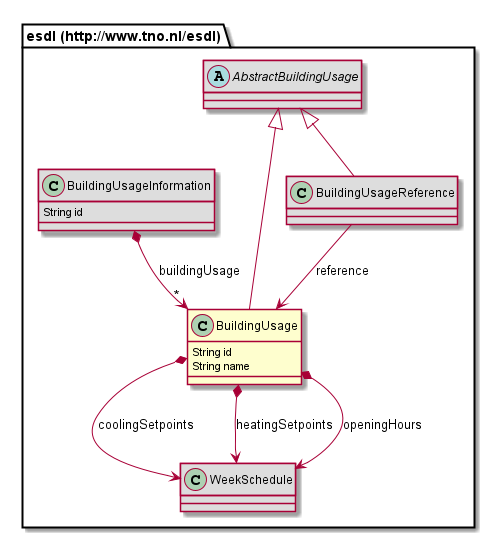 esdl (http://www.tno.nl/esdl)
A AbstractBuildingUsage
C BuildingUsageInformation
String id
C BuildingUsageReference
buildingUsage
reference
*
C BuildingUsage
String id
String name
coolingSetpoints
heatingSetpoints
openingHours
C WeekSchedule